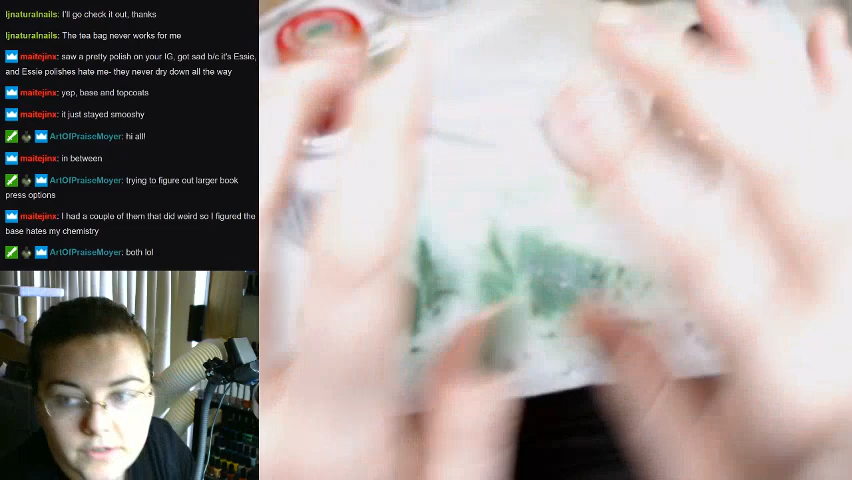 ljnaturalnails: I'll go check it out, thanks
ljnaturalnails: The tea bag never works for me
maitejinx: saw a pretty polish on your IG, got sad b/c it's Essie,
and Essie polishes hate me- they never dry down all the way
maitejinx: yep, base and topcoats
maitejinx: it just stayed smooshy
ArtOfPraiseMoyer: hi all!
maitejinx: in between
ArtOfPraiseMoyer: trying to figure out larger book
press options
maitejinx: I had a couple of them that did weird so I figured the
base hates my chemistry
ArtOfPraiseMoyer: both lol